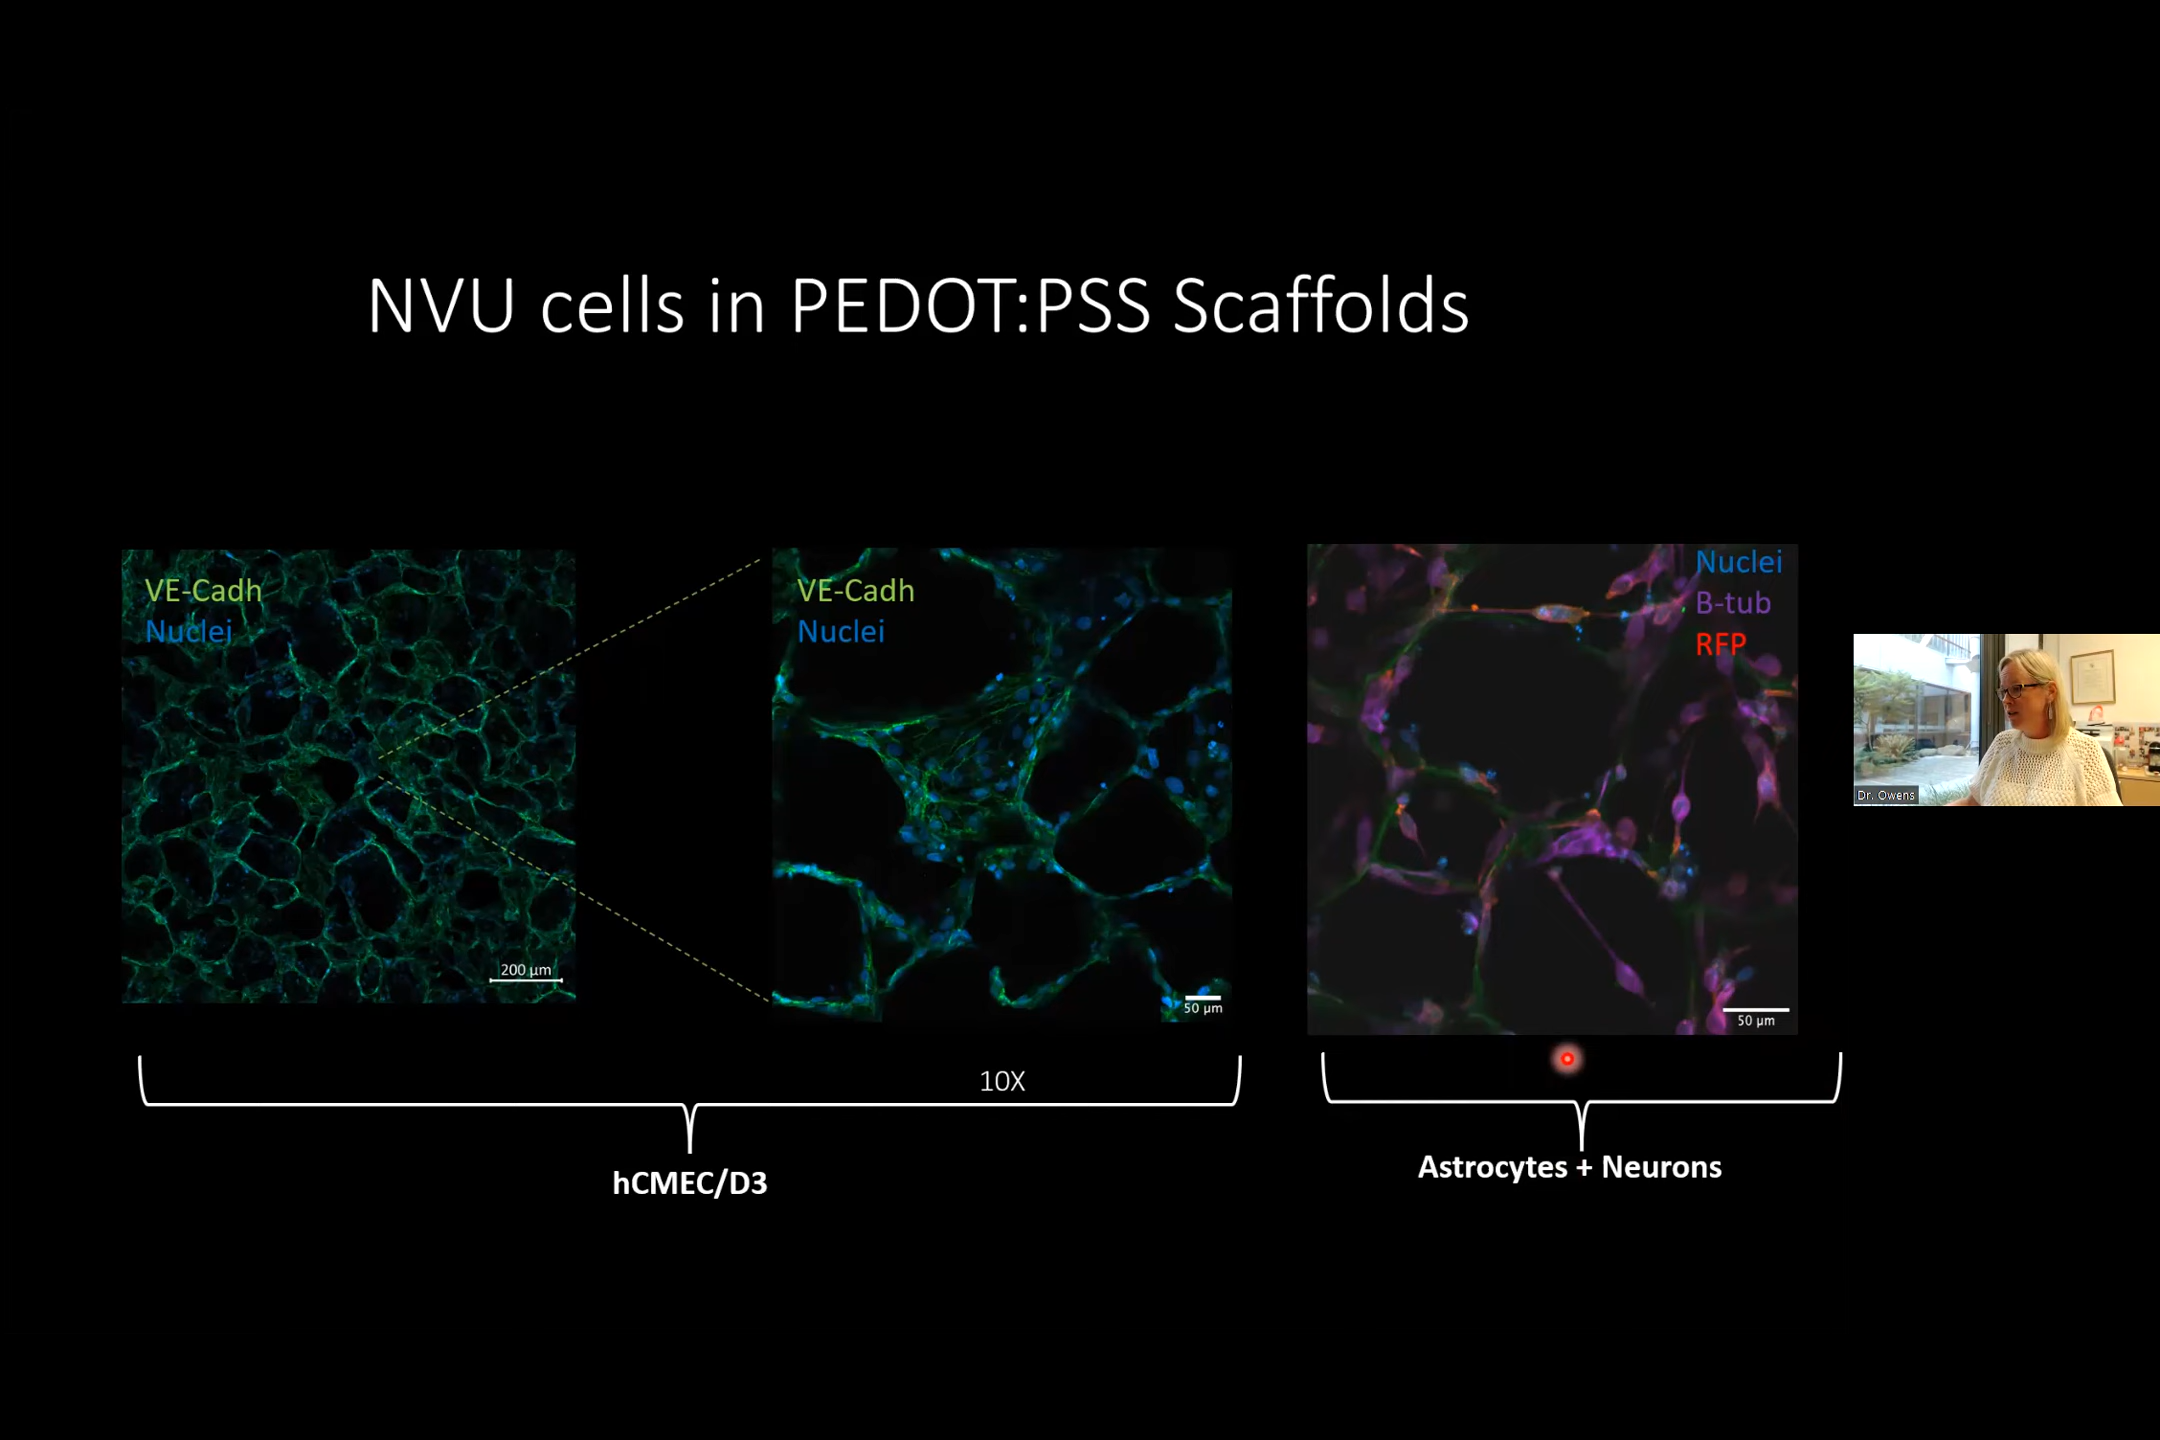 NVU cells in PEDOT:PSS Scaffolds
VE-Cadh
Nuclei
200 µm
VE-Cadh
Nuclei
50 µm
Nuclei
B-tub
RFP
50 µm
Dr. Owens
10X
hCMEC/D3
Astrocytes + Neurons